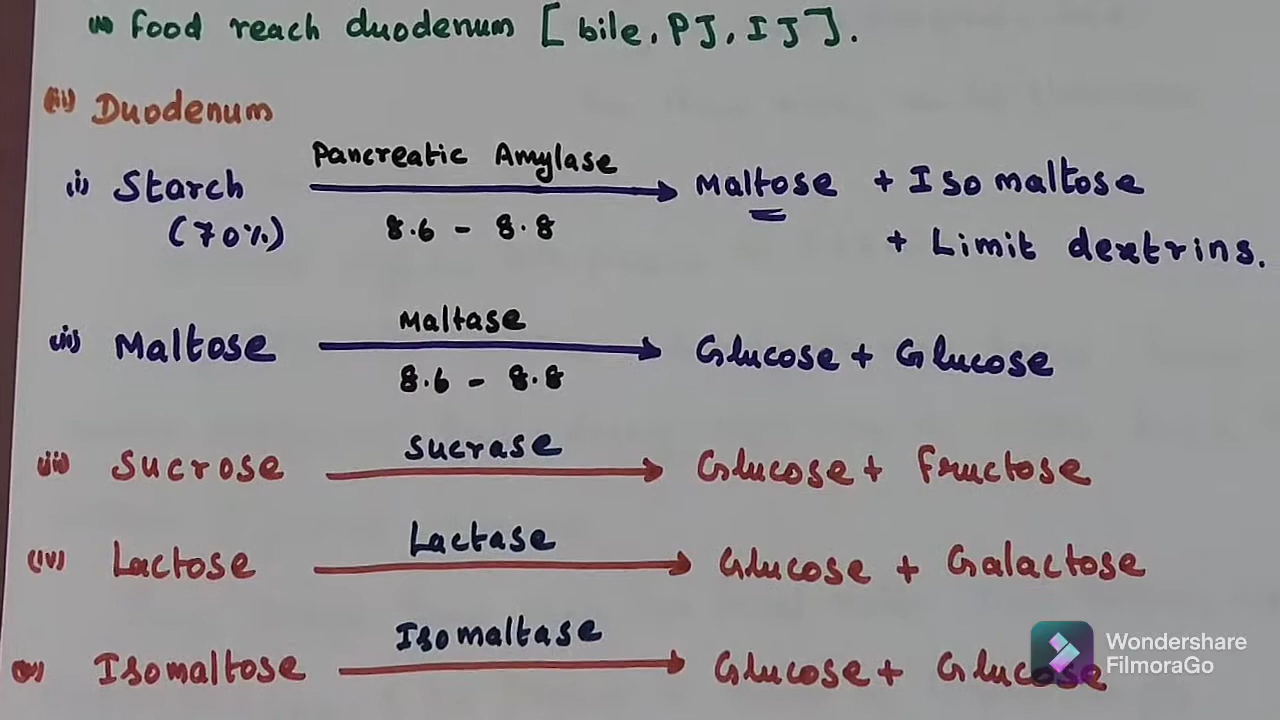 (i) Food reach duodenum [ bile, PJ, IJ ].
(ii) Duodenum
(i) Starch (70%) Pancreatic Amylase 8.6 - 8.8 Maltose + Isomaltose + Limit dextrins.
(ii) Maltose Maltase 8.6 - 8.8 Glucose + Glucose
(iii) Sucrose Sucrase Glucose + Fructose
(iv) Lactose Lactase Glucose + Galactose
(v) Isomaltose Isomaltase Glucose + Glucose
Wondershare
FilmoraGo